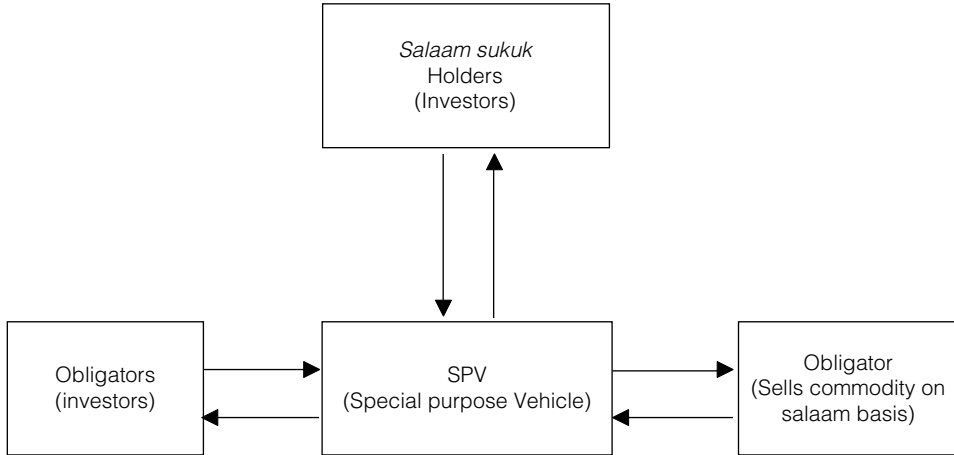 Salaam sukuk
Holders
(Investors)
Obligators
(investors)
SPV
(Special purpose Vehicle)
Obligator
(Sells commodity on
salaam basis)